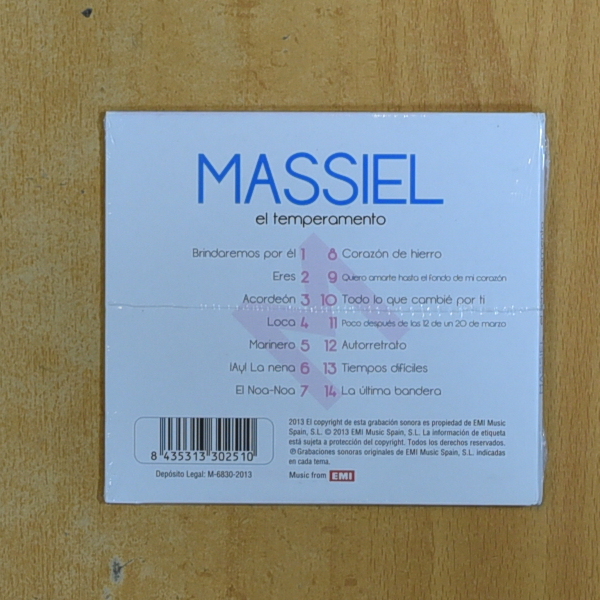 MASSIEL
el temperamento
Brindaremos por él 1
Eres 2
Acordeón 3
Loca 4
Marinero 5
¡Ay! La nena 6
El Noa-Noa 7
8 Corazón de hierro
9 Quiero amarte hasta el fondo de mi corazón
10 Todo lo que cambié por ti
11 Poco después de las 12 de un 20 de marzo
12 Autorretrato
13 Tiempos difíciles
14 La última bandera
8 435313 302510
Depósito Legal: M-6830-2013
2013 El copyright de esta grabación sonora es propiedad de EMI Music
Spain, S.L. © 2013 EMI Music Spain, S.L. La información de etiqueta
está sujeta a protección del copyright. Todos los derechos reservados.
℗ Grabaciones sonoras originales de EMI Music Spain, S.L. indicadas
en cada tema.
Music from EMI